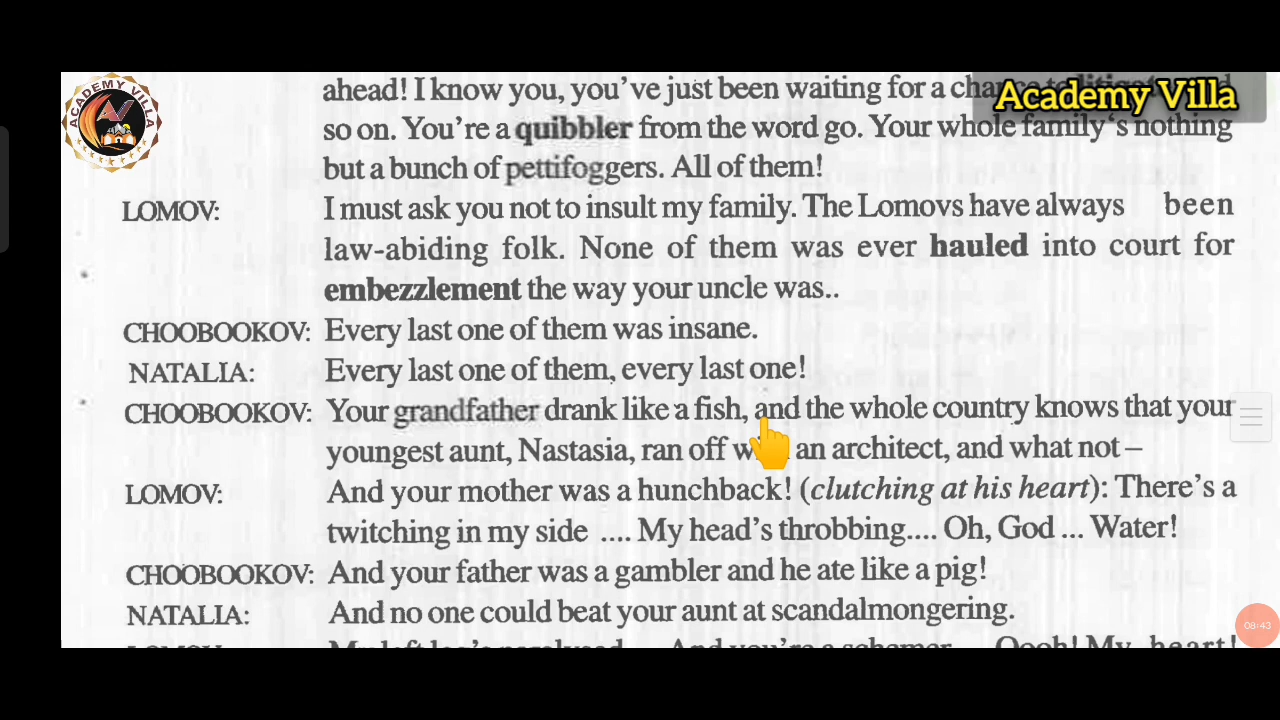 ACADEMY VILLA
Academy Villa
ahead! I know you, you've just been waiting for a
so on. You're a quibbler from the word go. Your whole family's nothing
but a bunch of pettifoggers. All of them!
LOMOV: I must ask you not to insult my family. The Lomovs have always been
law-abiding folk. None of them was ever hauled into court for
embezzlement the way your uncle was..
CHOOBOOKOV: Every last one of them was insane.
NATALIA: Every last one of them, every last one!
CHOOBOOKOV: Your grandfather drank like a fish, and the whole country knows that your
youngest aunt, Nastasia, ran off an architect, and what not –
LOMOV: And your mother was a hunchback! (clutching at his heart): There's a
twitching in my side .... My head's throbbing.... Oh, God ... Water!
CHOOBOOKOV: And your father was a gambler and he ate like a pig!
NATALIA: And no one could beat your aunt at scandalmongering.
08:43